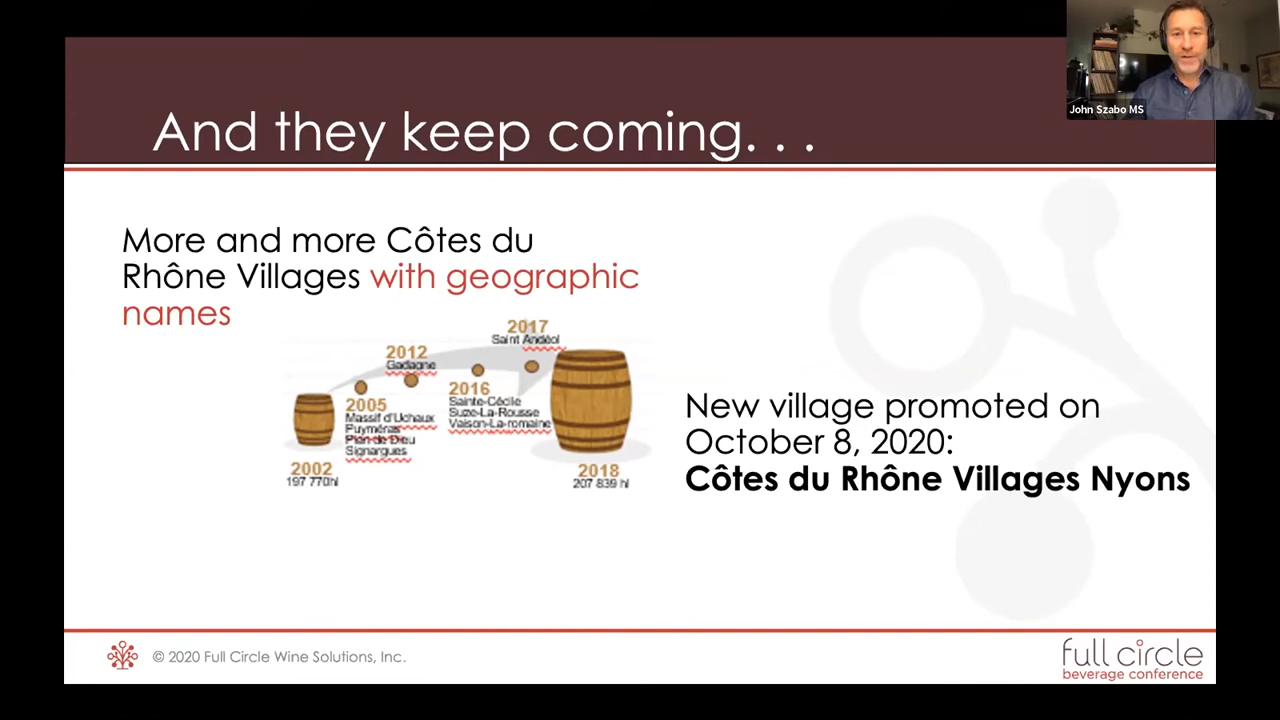 John Szabo MS
And they keep coming. . .
More and more Côtes du
Rhône Villages with geographic
names
2017
Saint Andéol
2012
Gadagne
2016
Sainte-Cécile
Suze-La-Rousse
Vaison-La-romaine
2005
Massif d'Uchaux
Puyméras
Plan de Dieu
Signargues
2002
197 770hl
2018
207 839 hl
New village promoted on
October 8, 2020:
Côtes du Rhône Villages Nyons
© 2020 Full Circle Wine Solutions, Inc.
full circle
beverage conference